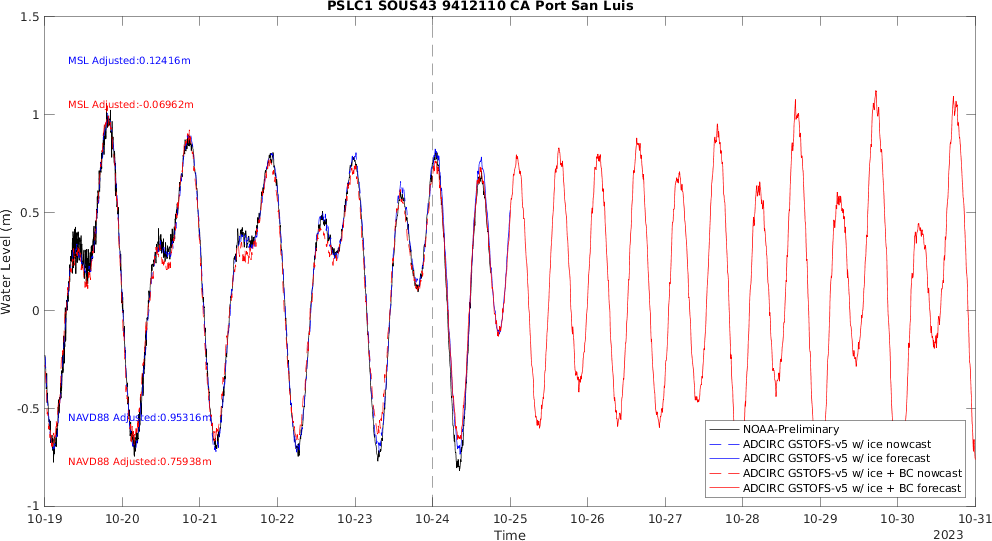 PSLC1 SOUS43 9412110 CA Port San Luis
1.5
MSL Adjusted:0.12416m
MSL Adjusted:-0.06962m
1
0.5
Water Level (m)
0
-0.5
NAVD88 Adjusted:0.95316m
NAVD88 Adjusted:0.75938m
-1
NOAA-Preliminary
ADCIRC GSTOFS-v5 w/ ice nowcast
ADCIRC GSTOFS-v5 w/ ice forecast
ADCIRC GSTOFS-v5 w/ ice + BC nowcast
ADCIRC GSTOFS-v5 w/ ice + BC forecast
10-19 10-20 10-21 10-22 10-23 10-24 10-25 10-26 10-27 10-28 10-29 10-30 10-31
Time
2023